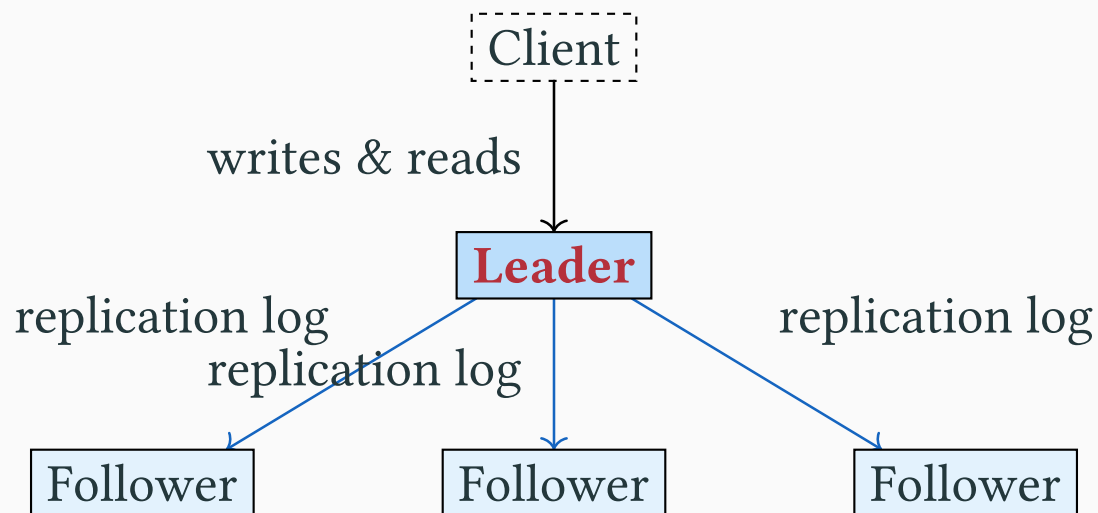 Client
writes & reads
Leader
replication log
replication log
replication log
Follower
Follower
Follower